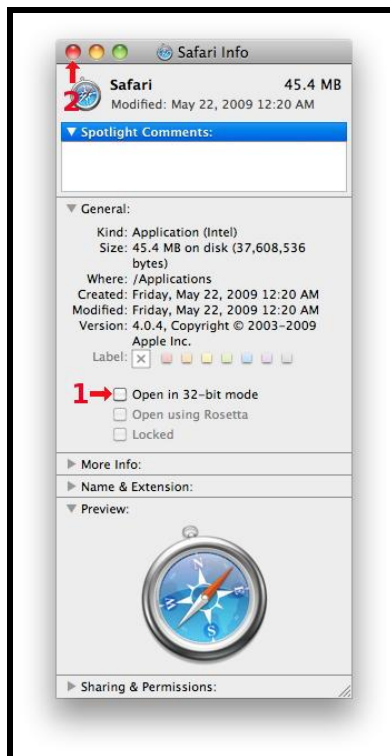 Safari Info
Safari 45.4 MB
2
Modified: May 22, 2009 12:20 AM
Spotlight Comments:
General:
Kind: Application (Intel)
Size: 45.4 MB on disk (37,608,536
bytes)
Where: /Applications
Created: Friday, May 22, 2009 12:20 AM
Modified: Friday, May 22, 2009 12:20 AM
Version: 4.0.4, Copyright © 2003-2009
Apple Inc.
Label:
1 Open in 32-bit mode
Open using Rosetta
Locked
More Info:
Name & Extension:
Preview:
N
E
W
S
Sharing & Permissions: